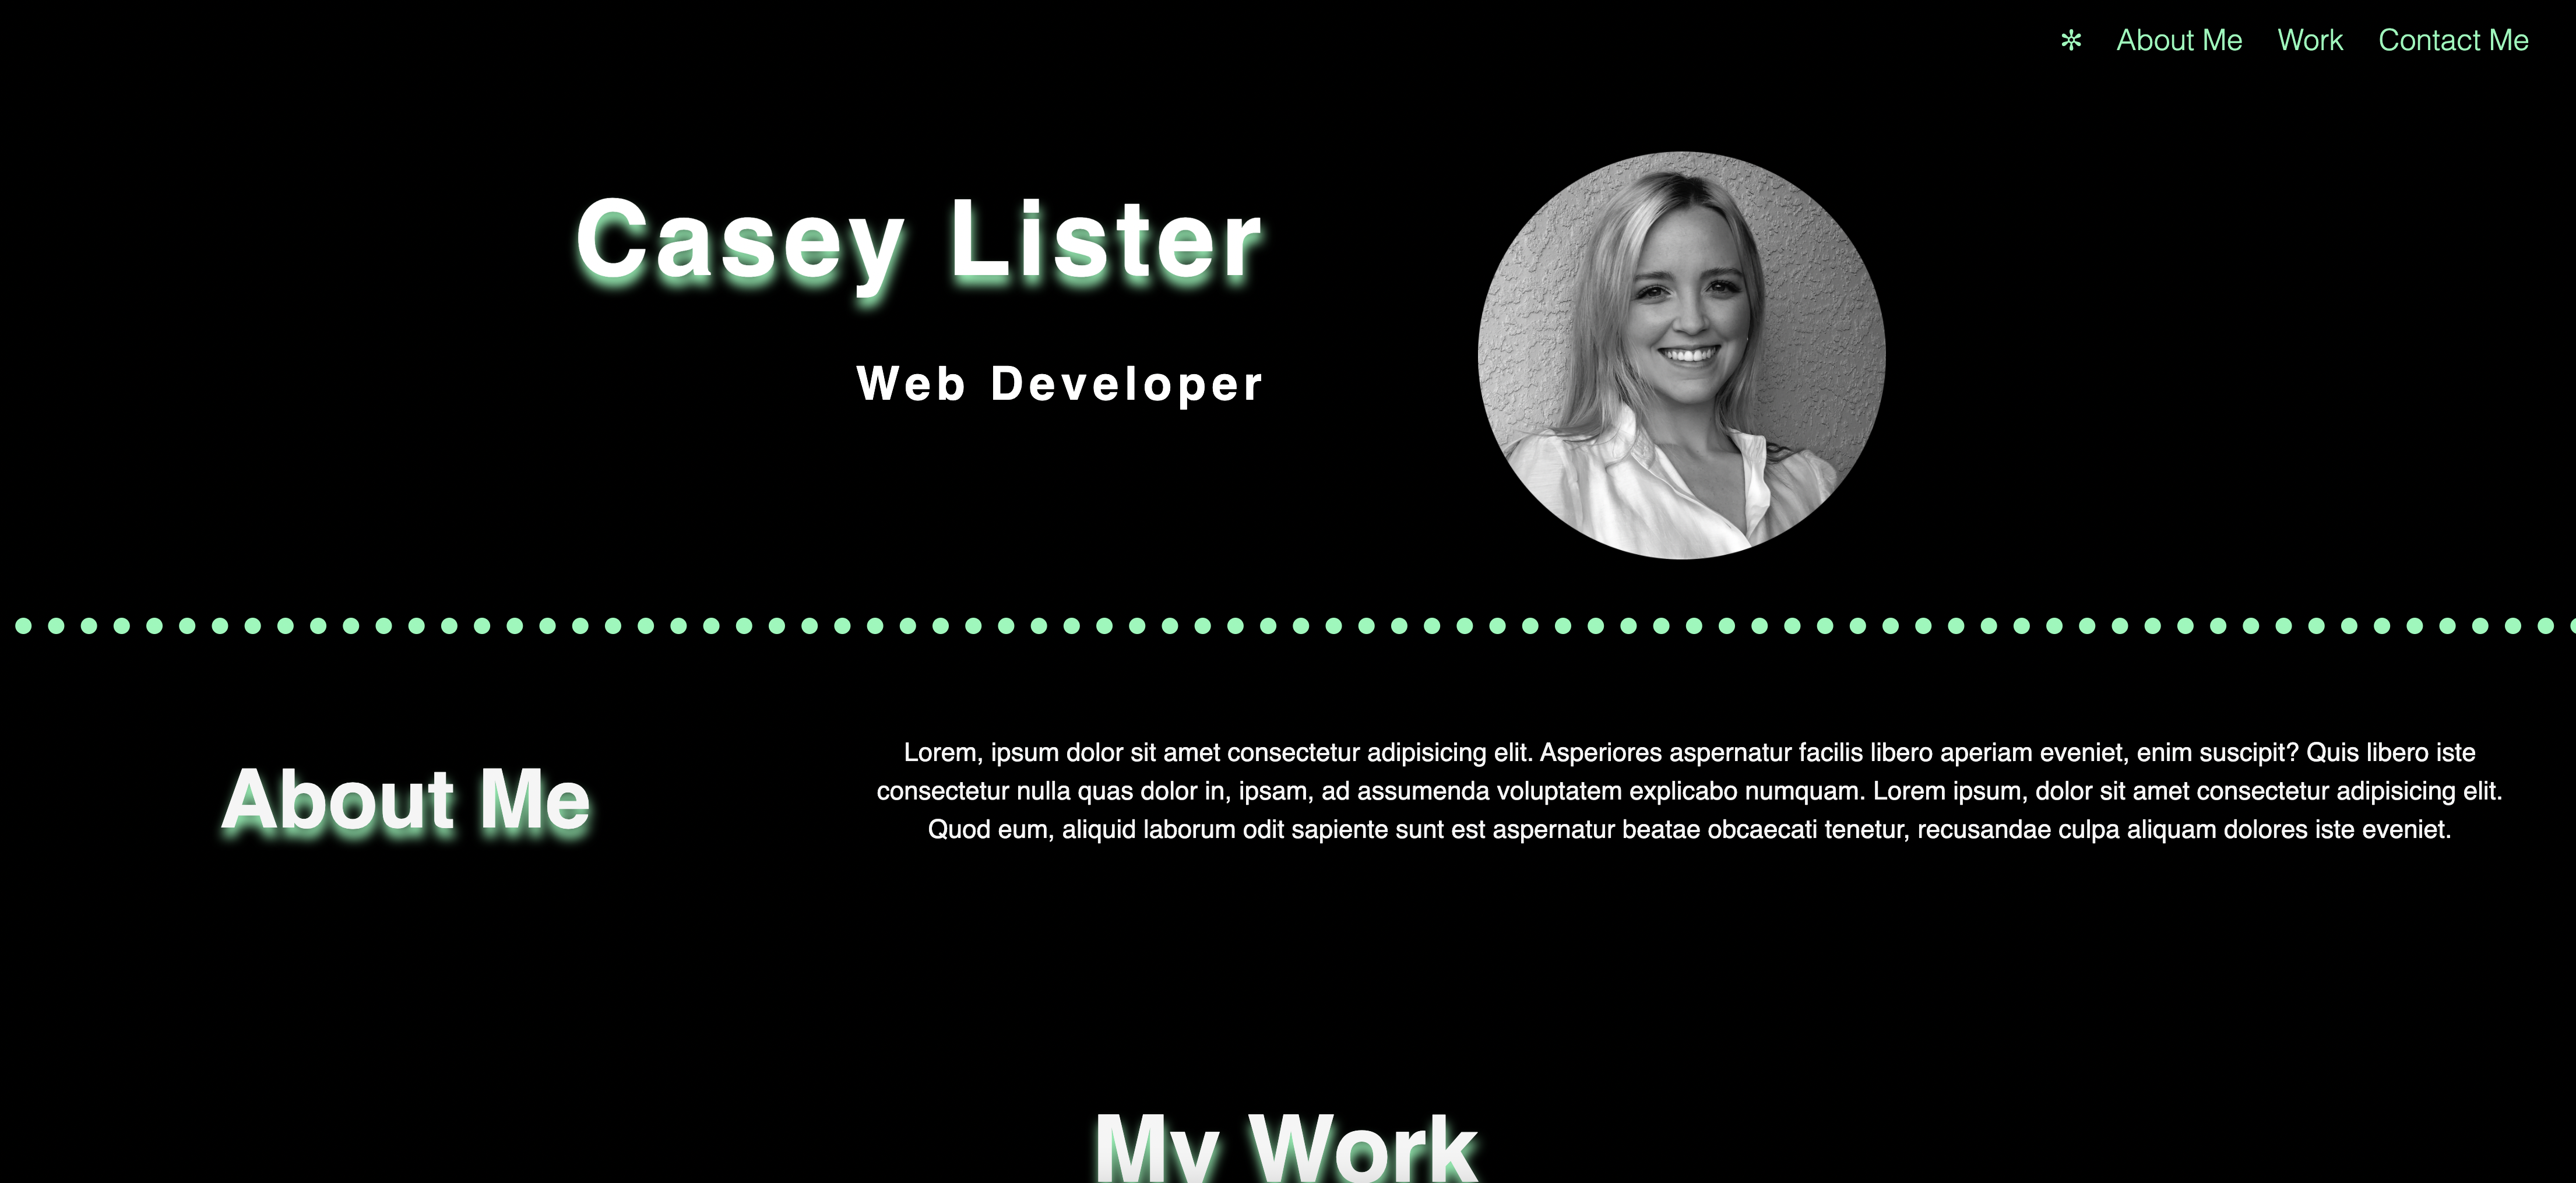 ✲ About Me Work Contact Me
Casey Lister
Web Developer
About Me
Lorem, ipsum dolor sit amet consectetur adipisicing elit. Asperiores aspernatur facilis libero aperiam eveniet, enim suscipit? Quis libero iste
consectetur nulla quas dolor in, ipsam, ad assumenda voluptatem explicabo numquam. Lorem ipsum, dolor sit amet consectetur adipisicing elit.
Quod eum, aliquid laborum odit sapiente sunt est aspernatur beatae obcaecati tenetur, recusandae culpa aliquam dolores iste eveniet.
My Work